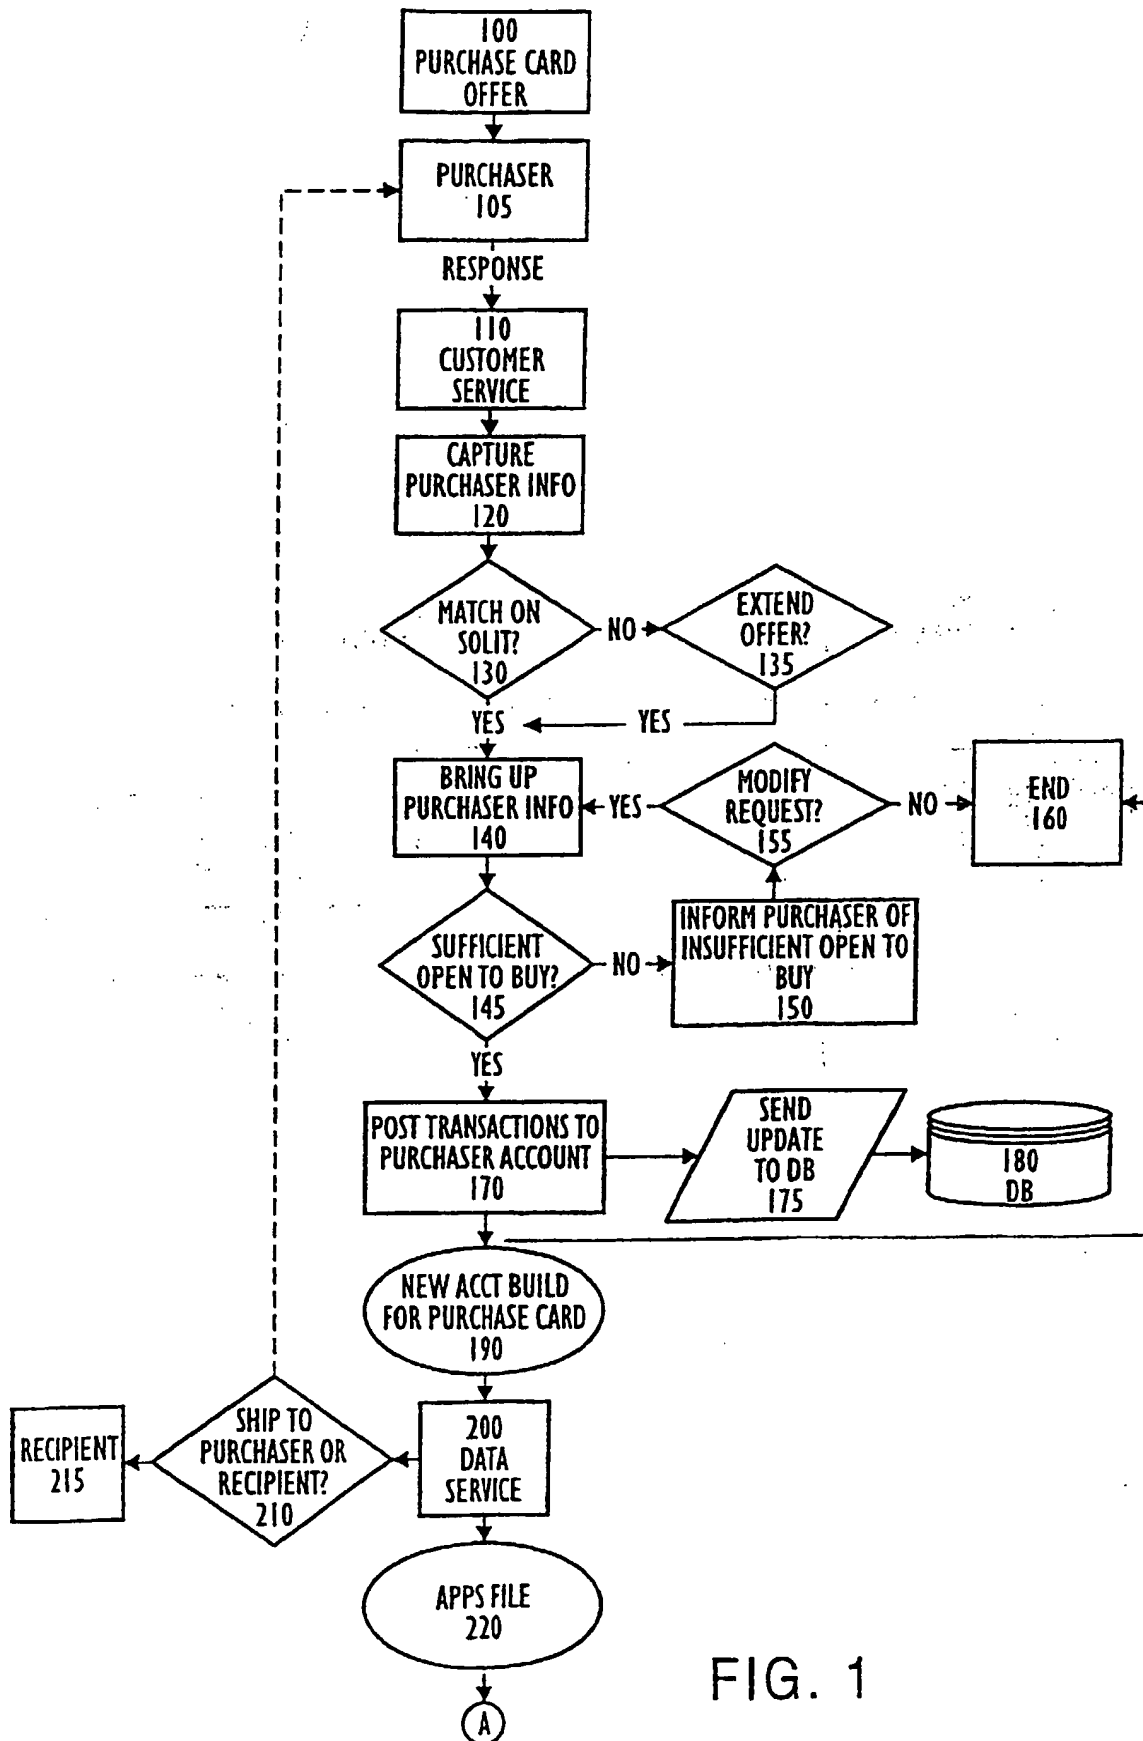 100
PURCHASE CARD
OFFER
PURCHASER
105
RESPONSE
110
CUSTOMER
SERVICE
CAPTURE
PURCHASER INFO
120
MATCH ON
SOLIT?
130
NO
EXTEND
OFFER?
135
YES
YES
BRING UP
PURCHASER INFO
140
YES
MODIFY
REQUEST?
155
NO
END
160
SUFFICIENT
OPEN TO BUY?
145
NO
INFORM PURCHASER OF
INSUFFICIENT OPEN TO
BUY
150
YES
POST TRANSACTIONS TO
PURCHASER ACCOUNT
170
SEND
UPDATE
TO DB
175
180
DB
NEW ACCT BUILD
FOR PURCHASE CARD
190
RECIPIENT
215
SHIP TO
PURCHASER OR
RECIPIENT?
210
200
DATA
SERVICE
APPS FILE
220
A
FIG. 1